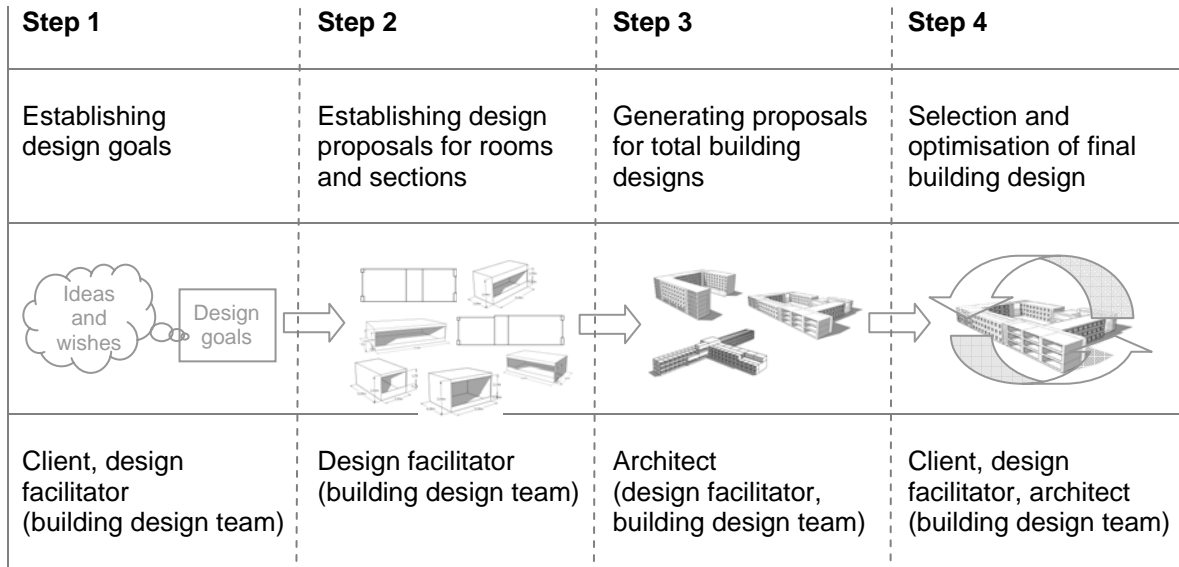 Step 1
Step 2
Step 3
Step 4
Establishing
design goals
Establishing design
proposals for rooms
and sections
Generating proposals
for total building
designs
Selection and
optimisation of final
building design
Ideas
and
wishes
Design
goals
Client, design
facilitator
(building design team)
Design facilitator
(building design team)
Architect
(design facilitator,
building design team)
Client, design
facilitator, architect
(building design team)